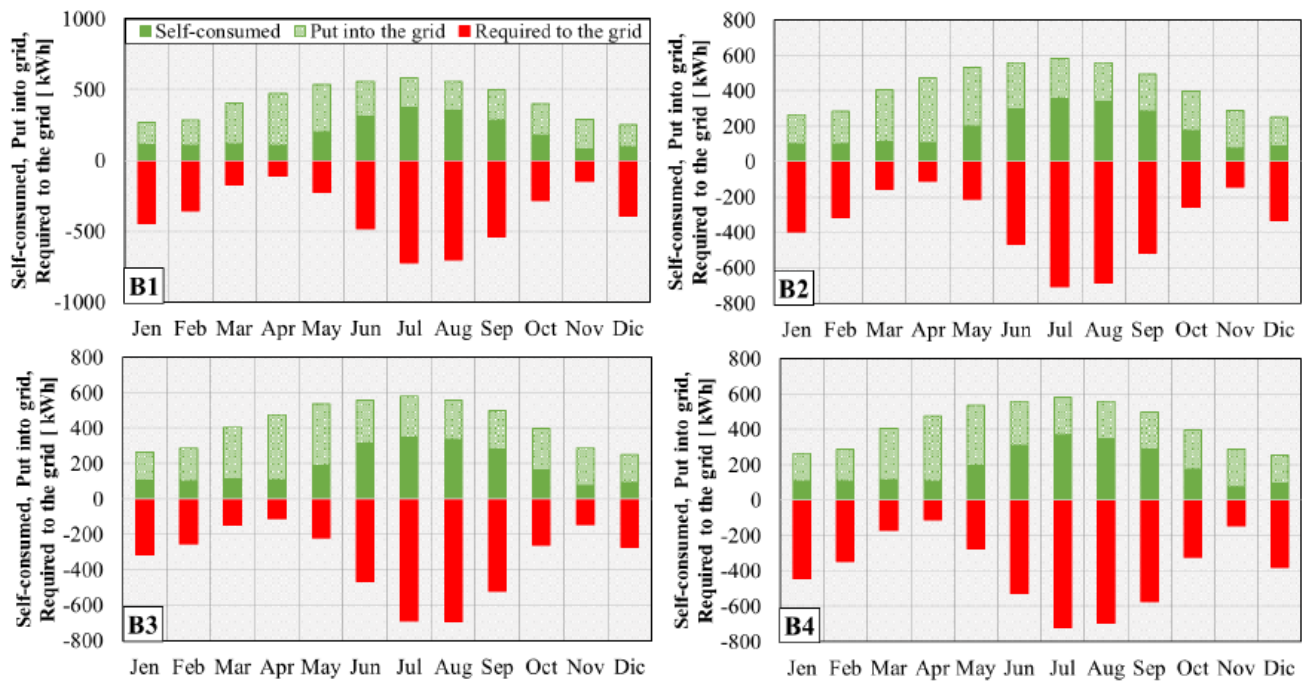 Self-consumed, Put into grid,
Required to the grid [ kWh]
1000
500
0
-500
-1000
Self-consumed Put into the grid Required to the grid
B1
Jen Feb Mar Apr May Jun Jul Aug Sep Oct Nov Dic
Self-consumed, Put into grid,
Required to the grid [ kWh]
800
600
400
200
0
-200
-400
-600
-800
B2
Jen Feb Mar Apr May Jun Jul Aug Sep Oct Nov Dic
Self-consumed, Put into grid,
Required to the grid [ kWh]
800
600
400
200
0
-200
-400
-600
-800
B3
Jen Feb Mar Apr May Jun Jul Aug Sep Oct Nov Dic
Self-consumed, Put into grid,
Required to the grid [ kWh]
800
600
400
200
0
-200
-400
-600
-800
B4
Jen Feb Mar Apr May Jun Jul Aug Sep Oct Nov Dic